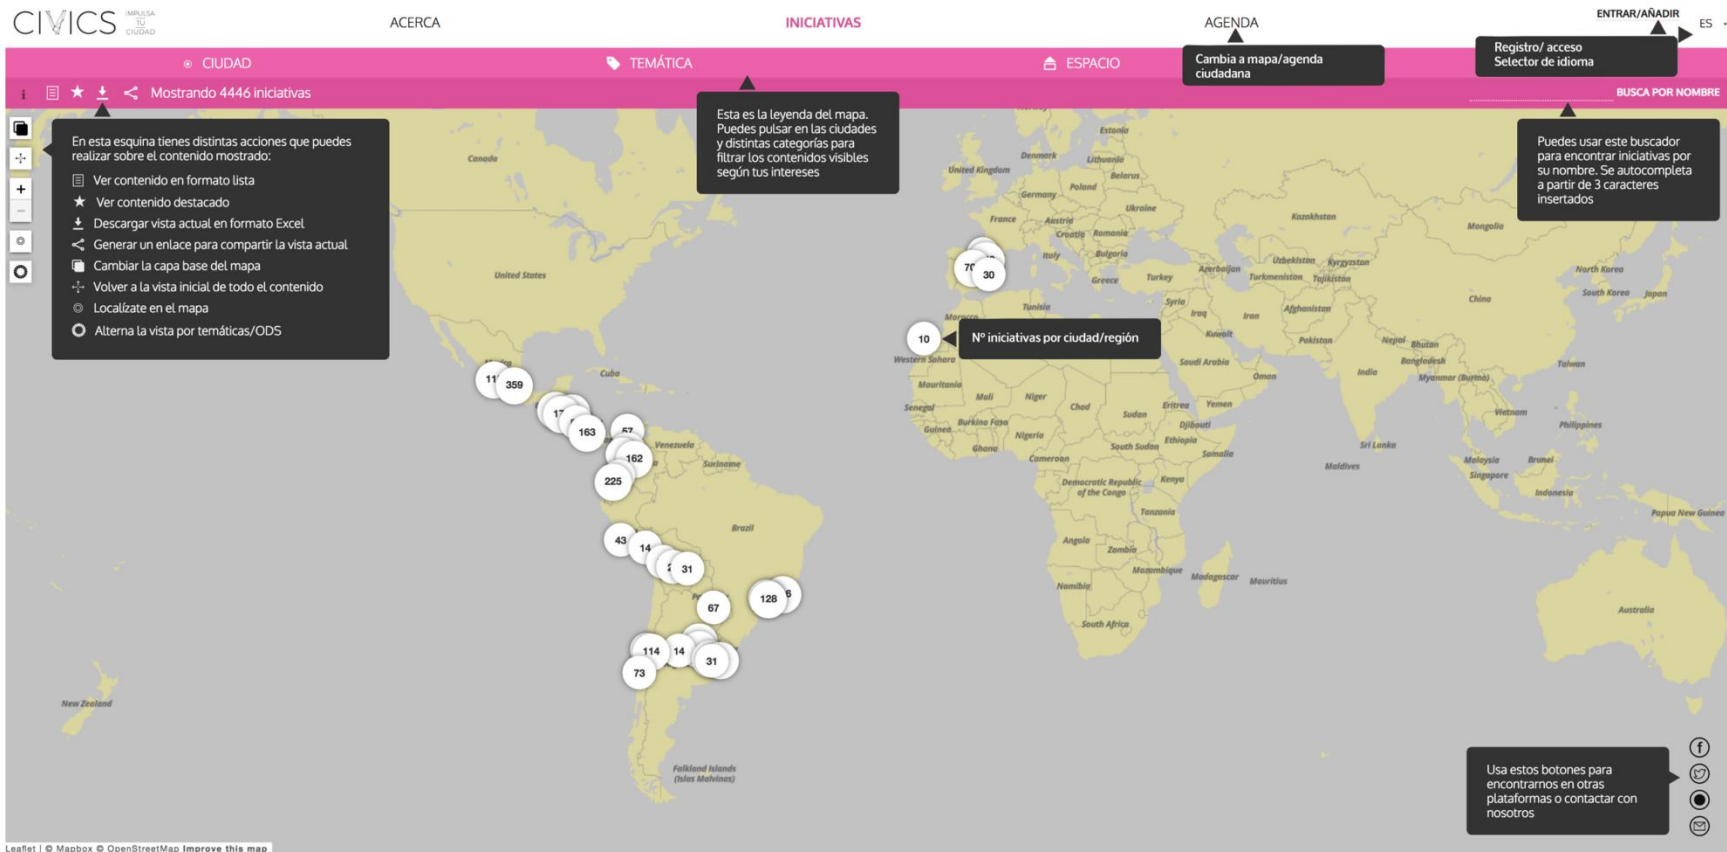 CIVICS
IMPULSA
TU
CIUDAD
ACERCA
INICIATIVAS
AGENDA
ENTRAR/AÑADIR
ES
CIUDAD
TEMÁTICA
ESPACIO
Cambia a mapa/agenda
ciudadana
Registro/ acceso
Selector de idioma
i
Mostrando 4446 iniciativas
BUSCA POR NOMBRE
En esta esquina tienes distintas acciones que puedes
realizar sobre el contenido mostrado:
Ver contenido en formato lista
Ver contenido destacado
Descargar vista actual en formato Excel
Generar un enlace para compartir la vista actual
Cambiar la capa base del mapa
Volver a la vista inicial de todo el contenido
Localízate en el mapa
Alterna la vista por temáticas/ODS
Esta es la leyenda del mapa.
Puedes pulsar en las ciudades
y distintas categorías para
filtrar los contenidos visibles
según tus intereses
Puedes usar este buscador
para encontrar iniciativas por
su nombre. Se autocompleta
a partir de 3 caracteres
insertados
+
-
Canada
United States
Cuba
Venezuela
Suriname
Brazil
Falkland Islands
(Islas Malvinas)
New Zealand
Estonia
Denmark
Lithuania
United Kingdom
Belarus
Germany
Poland
Ukraine
France
Austria
Croatia
Romania
Italy
Bulgaria
Greece
Turkey
Kazakhstan
Mongolia
Uzbekistan
Kyrgyzstan
Azerbaijan
Turkmenistan
Tajikistan
North Korea
South Korea
Japan
China
Tunisia
Morocco
Syria
Iraq
Iran
Afghanistan
Kuwait
Pakistan
Nepal
Bhutan
Bangladesh
Taiwan
Western Sahara
Saudi Arabia
Oman
India
Myanmar (Burma)
Mauritania
Mali
Niger
Chad
Sudan
Eritrea
Yemen
Senegal
Burkina Faso
Djibouti
Guinea
Nigeria
Ghana
South Sudan
Ethiopia
Cameroon
Somalia
Vietnam
Philippines
Sri Lanka
Maldives
Malaysia
Brunei
Singapore
Indonesia
Papua New Guinea
Democratic Republic
of the Congo
Kenya
Tanzania
Angola
Zambia
Mozambique
Madagascar
Mauritius
Namibia
South Africa
Australia
30
10
Nº iniciativas por ciudad/región
359
163
57
162
225
43
14
31
67
128
114
14
31
73
Usa estos botones para
encontrarnos en otras
plataformas o contactar con
nosotros
Leaflet | © Mapbox © OpenStreetMap Improve this map